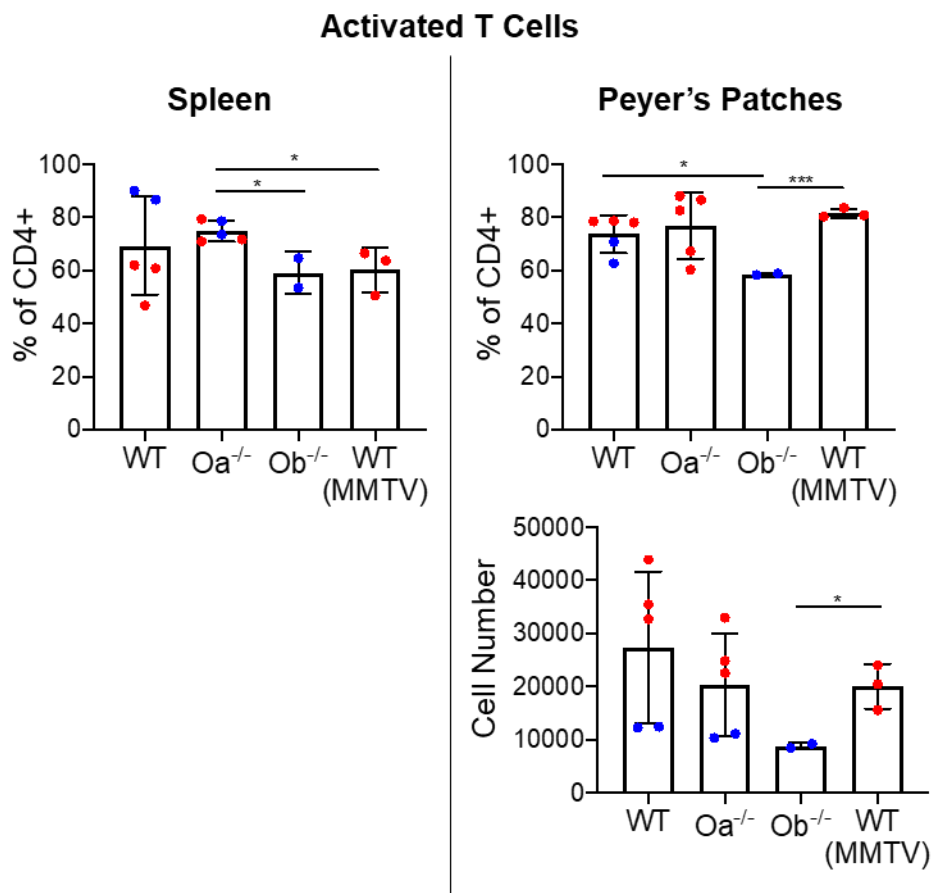 Activated T Cells
Spleen
% of CD4+
100
80
60
40
20
0
*
*
WT
Oa⁻/⁻
Ob⁻/⁻
WT
(MMTV)
Peyer's Patches
% of CD4+
100
80
60
40
20
0
*
***
WT
Oa⁻/⁻
Ob⁻/⁻
WT
(MMTV)
Cell Number
50000
40000
30000
20000
10000
0
*
WT
Oa⁻/⁻
Ob⁻/⁻
WT
(MMTV)